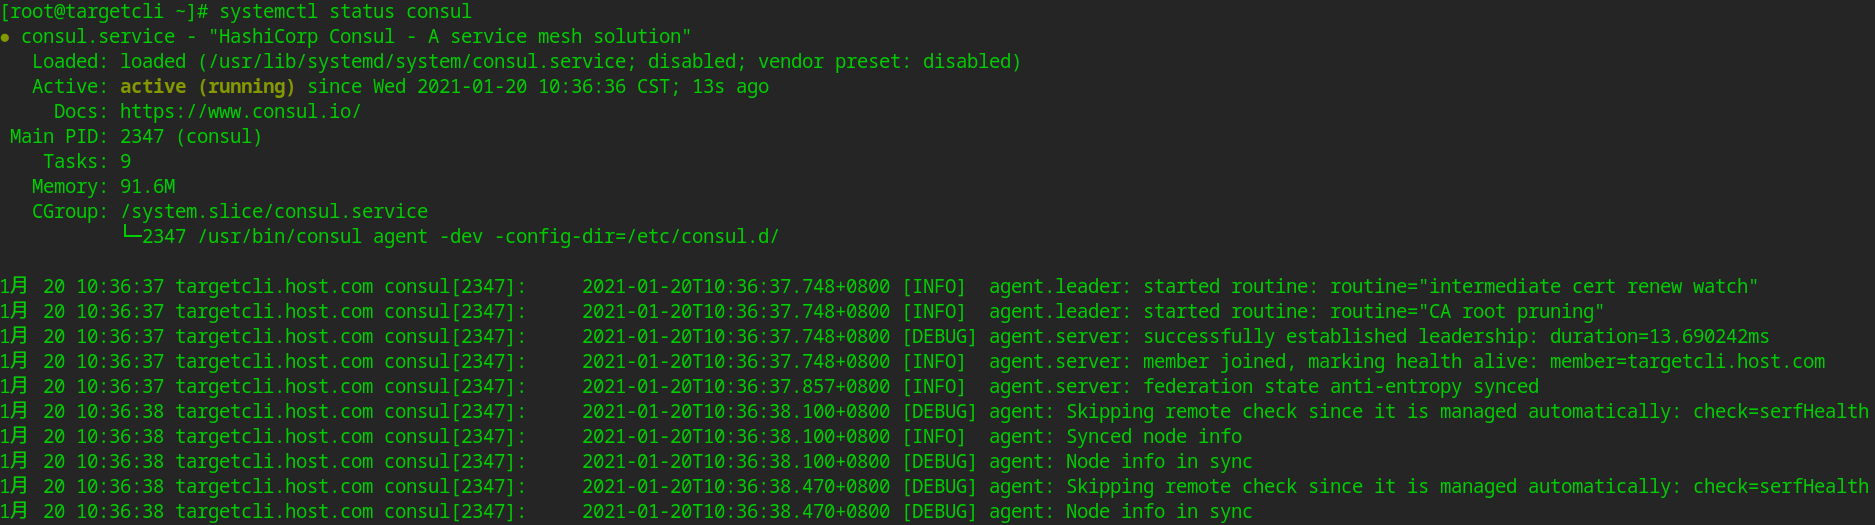 [root@targetcli ~]# systemctl status consul
● consul.service - "HashiCorp Consul - A service mesh solution"
   Loaded: loaded (/usr/lib/systemd/system/consul.service; disabled; vendor preset: disabled)
   Active: active (running) since Wed 2021-01-20 10:36:36 CST; 13s ago
     Docs: https://www.consul.io/
 Main PID: 2347 (consul)
    Tasks: 9
   Memory: 91.6M
   CGroup: /system.slice/consul.service
           └─2347 /usr/bin/consul agent -dev -config-dir=/etc/consul.d/

1月 20 10:36:37 targetcli.host.com consul[2347]:     2021-01-20T10:36:37.748+0800 [INFO]  agent.leader: started routine: routine="intermediate cert renew watch"
1月 20 10:36:37 targetcli.host.com consul[2347]:     2021-01-20T10:36:37.748+0800 [INFO]  agent.leader: started routine: routine="CA root pruning"
1月 20 10:36:37 targetcli.host.com consul[2347]:     2021-01-20T10:36:37.748+0800 [DEBUG] agent.server: successfully established leadership: duration=13.690242ms
1月 20 10:36:37 targetcli.host.com consul[2347]:     2021-01-20T10:36:37.748+0800 [INFO]  agent.server: member joined, marking health alive: member=targetcli.host.com
1月 20 10:36:37 targetcli.host.com consul[2347]:     2021-01-20T10:36:37.857+0800 [INFO]  agent.server: federation state anti-entropy synced
1月 20 10:36:38 targetcli.host.com consul[2347]:     2021-01-20T10:36:38.100+0800 [DEBUG] agent: Skipping remote check since it is managed automatically: check=serfHealth
1月 20 10:36:38 targetcli.host.com consul[2347]:     2021-01-20T10:36:38.100+0800 [INFO]  agent: Synced node info
1月 20 10:36:38 targetcli.host.com consul[2347]:     2021-01-20T10:36:38.100+0800 [DEBUG] agent: Node info in sync
1月 20 10:36:38 targetcli.host.com consul[2347]:     2021-01-20T10:36:38.470+0800 [DEBUG] agent: Skipping remote check since it is managed automatically: check=serfHealth
1月 20 10:36:38 targetcli.host.com consul[2347]:     2021-01-20T10:36:38.470+0800 [DEBUG] agent: Node info in sync